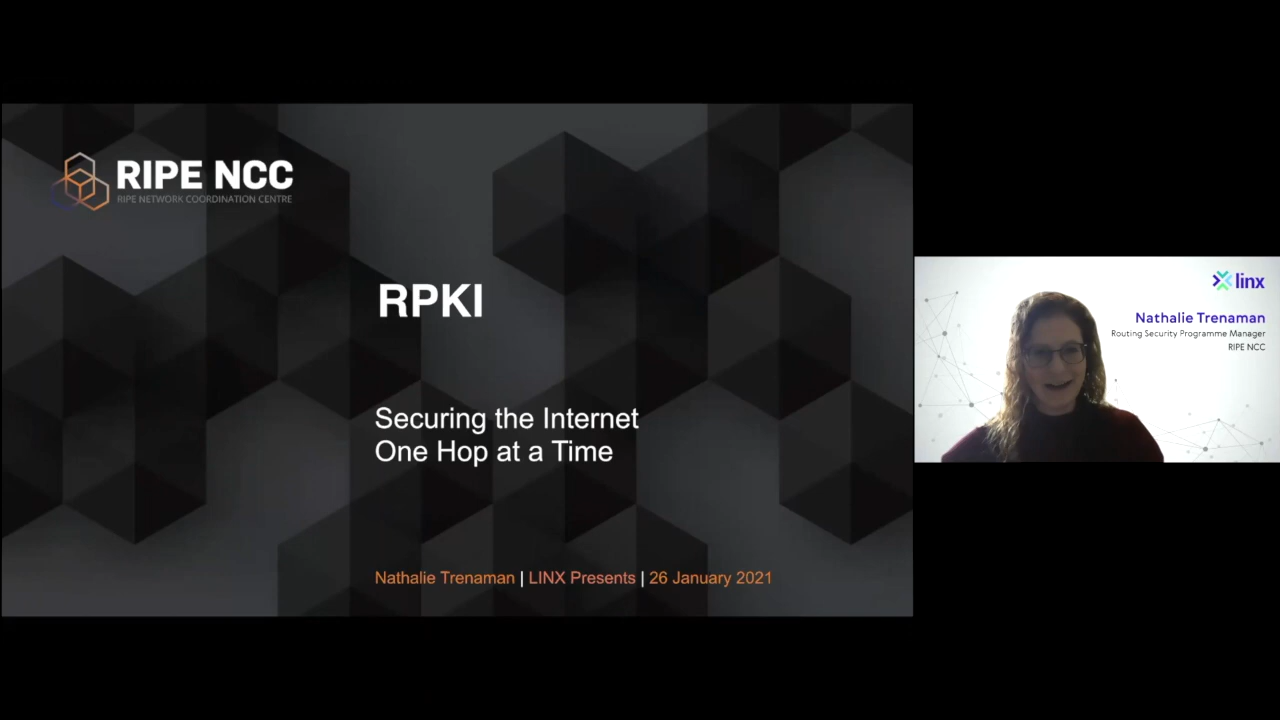 RIPE NCC
RIPE NETWORK COORDINATION CENTRE
RPKI
Securing the Internet
One Hop at a Time
Nathalie Trenaman | LINX Presents | 26 January 2021
linx
Nathalie Trenaman
Routing Security Programme Manager
RIPE NCC